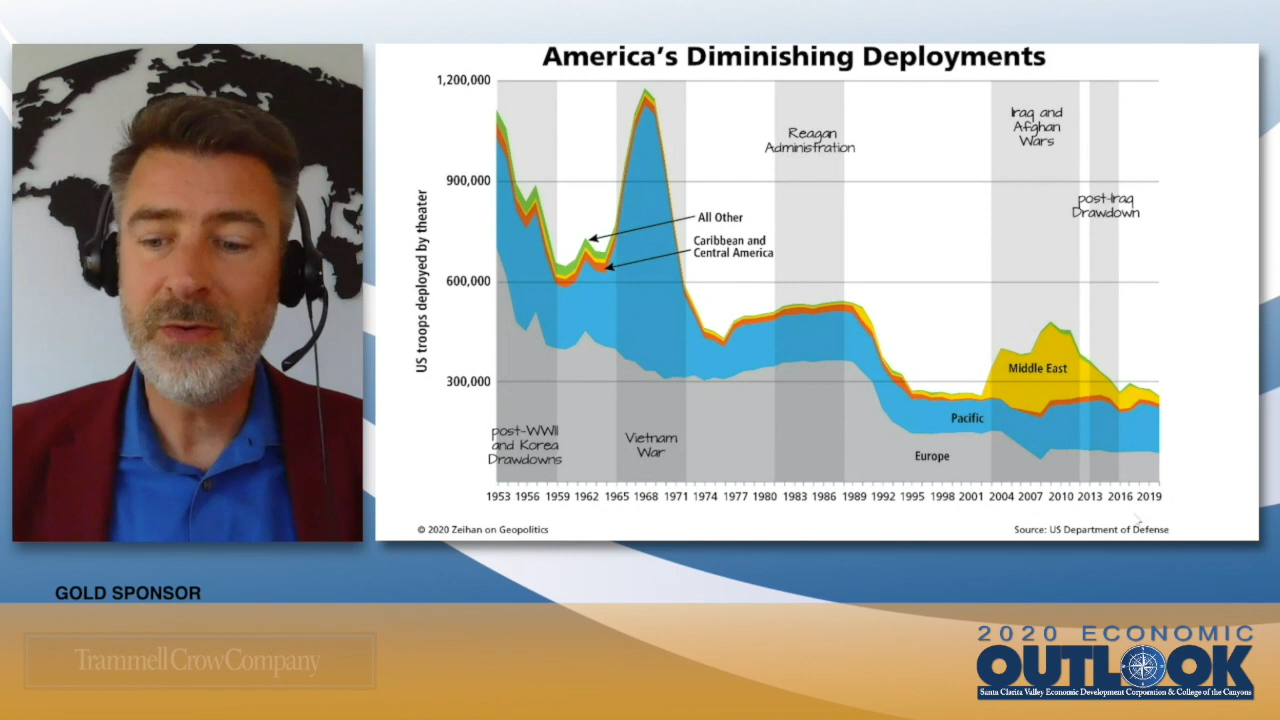 America's Diminishing Deployments
US troops deployed by theater
1,200,000
900,000
600,000
300,000
Reagan
Administration
Iraq and
Afghan
Wars
post-Iraq
Drawdown
All Other
Caribbean and
Central America
Middle East
Pacific
Europe
post-WWII
and Korea
Drawdowns
Vietnam
War
1953 1956 1959 1962 1965 1968 1971 1974 1977 1980 1983 1986 1989 1992 1995 1998 2001 2004 2007 2010 2013 2016 2019
© 2020 Zeihan on Geopolitics
Source: US Department of Defense
GOLD SPONSOR
TrammellCrowCompany
2020 ECONOMIC
OUTLOOK
Santa Clarita Valley Economic Development Corporation & College of the Canyons